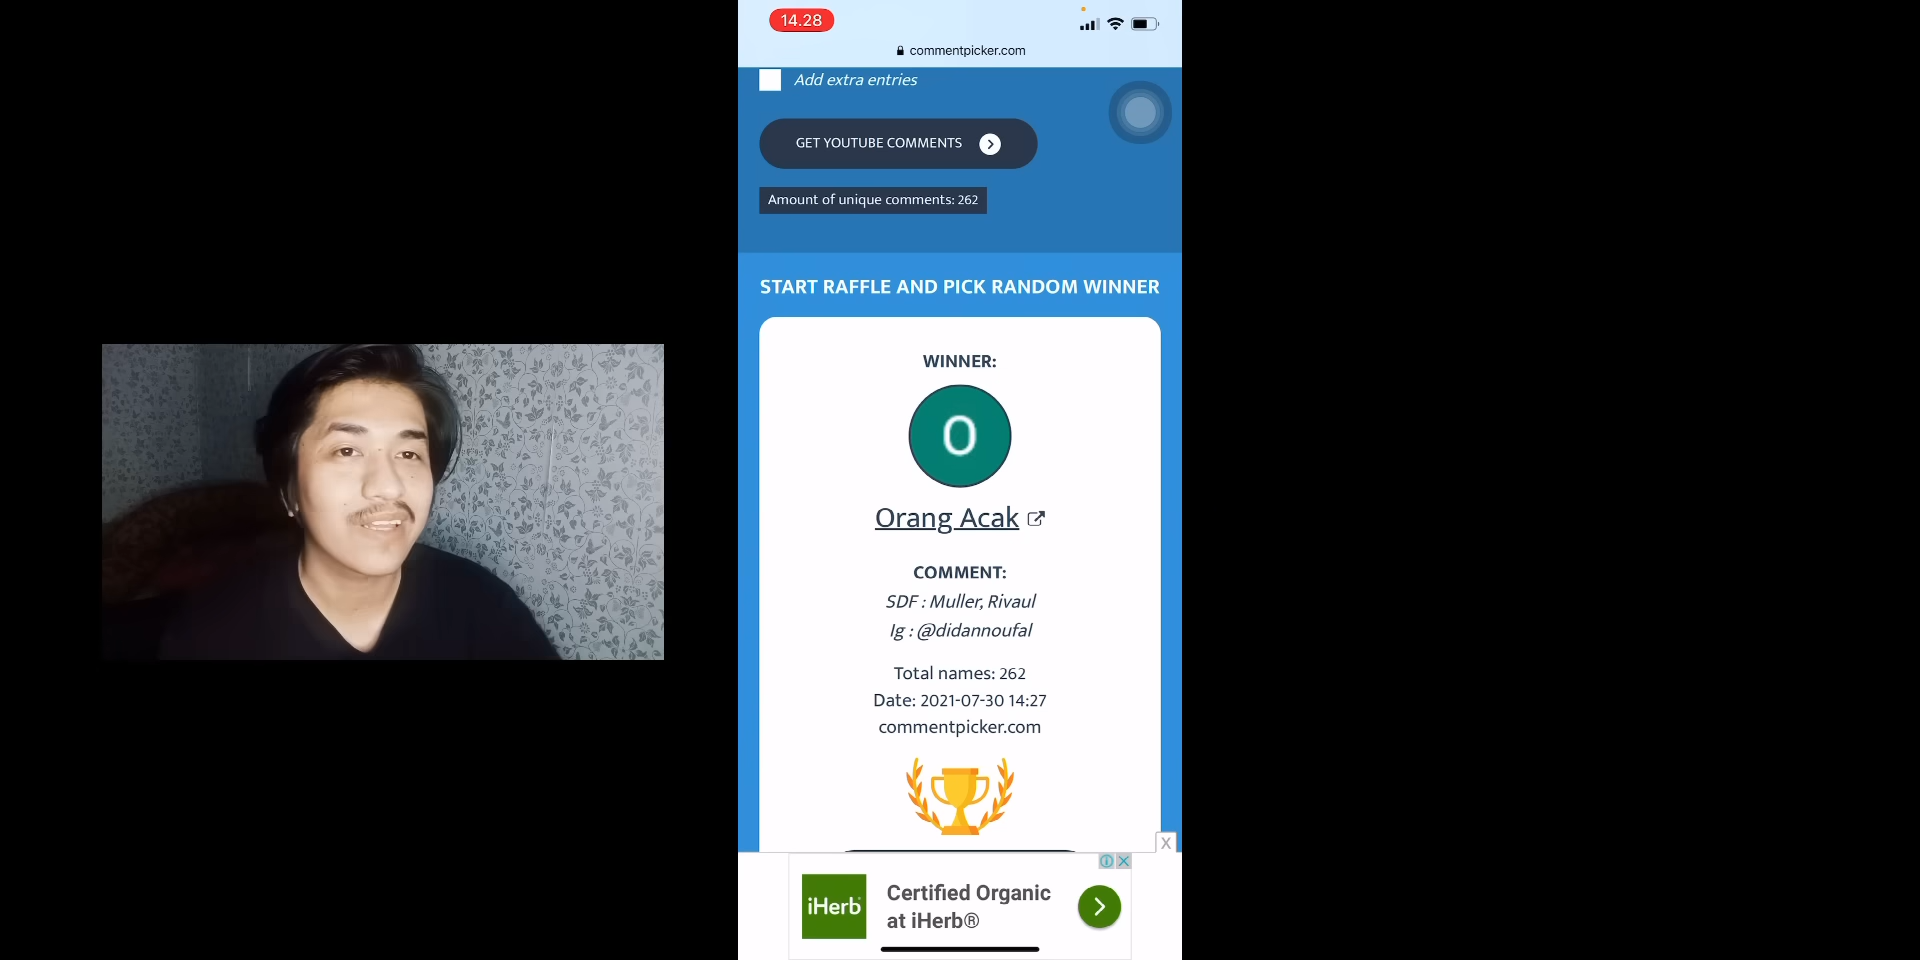 14.28
commentpicker.com
Add extra entries
GET YOUTUBE COMMENTS
Amount of unique comments: 262
START RAFFLE AND PICK RANDOM WINNER
WINNER:
O
Orang Acak
COMMENT:
SDF : Muller, Rivaul
Ig : @didannoufal
Total names: 262
Date: 2021-07-30 14:27
commentpicker.com
X
iHerb
Certified Organic
at iHerb®